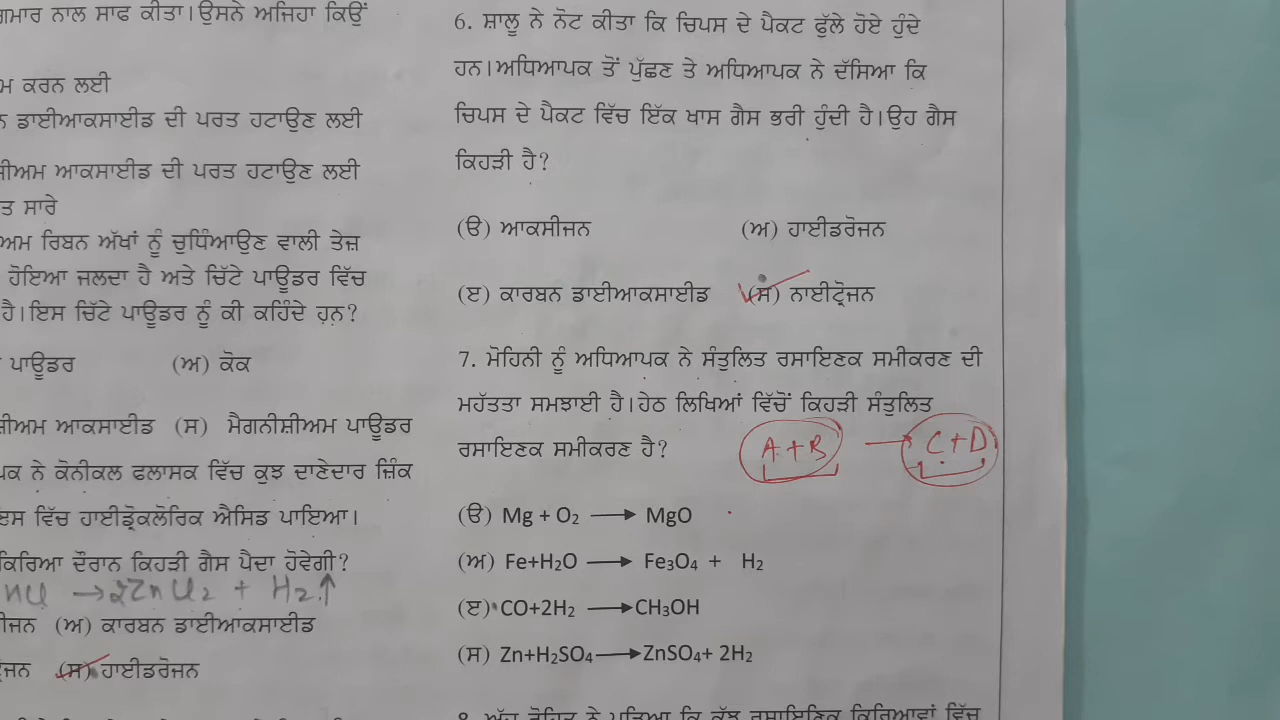 ਗਮਾਰ ਨਾਲ ਸਾਫ ਕੀਤਾ। ਉਸਨੇ ਅਜਿਹਾ ਕਿਉਂ
ਮ ਕਰਨ ਲਈ
ਨ ਡਾਈਆਕਸਾਈਡ ਦੀ ਪਰਤ ਹਟਾਉਣ ਲਈ
ਸੀਅਮ ਆਕਸਾਈਡ ਦੀ ਪਰਤ ਹਟਾਉਣ ਲਈ
ਤ ਸਾਰੇ
ਅਮ ਰਿਬਨ ਅੱਖਾਂ ਨੂੰ ਚੁਧਿੰਆਉਣ ਵਾਲੀ ਤੇਜ਼
ਹੋਇਆ ਜਲਦਾ ਹੈ ਅਤੇ ਚਿੱਟੇ ਪਾਊਡਰ ਵਿੱਚ
ਹੈ। ਇਸ ਚਿੱਟੇ ਪਾਊਡਰ ਨੂੰ ਕੀ ਕਹਿੰਦੇ ਹਨ?
ਪਾਊਡਰ (ਅ) ਕੋਕ
ਸ਼ੀਅਮ ਆਕਸਾਈਡ (ਸ) ਮੈਗਨੀਸ਼ੀਅਮ ਪਾਊਡਰ
ਪਕ ਨੇ ਕੋਨੀਕਲ ਫਲਾਸਕ ਵਿੱਚ ਕੁਝ ਦਾਣੇਦਾਰ ਜ਼ਿੰਕ
ਇਸ ਵਿੱਚ ਹਾਈਡ੍ਰੋਕਲੋਰਿਕ ਐਸਿਡ ਪਾਇਆ।
ਕਿਰਿਆ ਦੌਰਾਨ ਕਿਹੜੀ ਗੈਸ ਪੈਦਾ ਹੋਵੇਗੀ?
→ ZnCl₂ + H₂↑
ਸੀਜਨ (ਅ) ਕਾਰਬਨ ਡਾਈਆਕਸਾਈਡ
ਜਨ (ਸ) ਹਾਈਡਰੋਜਨ
6. ਸ਼ਾਲੂ ਨੇ ਨੋਟ ਕੀਤਾ ਕਿ ਚਿਪਸ ਦੇ ਪੈਕਟ ਫੁੱਲੇ ਹੋਏ ਹੁੰਦੇ
ਹਨ। ਅਧਿਆਪਕ ਤੋਂ ਪੁੱਛਣ ਤੇ ਅਧਿਆਪਕ ਨੇ ਦੱਸਿਆ ਕਿ
ਚਿਪਸ ਦੇ ਪੈਕਟ ਵਿੱਚ ਇੱਕ ਖਾਸ ਗੈਸ ਭਰੀ ਹੁੰਦੀ ਹੈ। ਉਹ ਗੈਸ
ਕਿਹੜੀ ਹੈ?
(ੳ) ਆਕਸੀਜਨ (ਅ) ਹਾਈਡਰੋਜਨ
(ੲ) ਕਾਰਬਨ ਡਾਈਆਕਸਾਈਡ (ਸ) ਨਾਈਟ੍ਰੋਜਨ
7. ਮੋਹਿਨੀ ਨੂੰ ਅਧਿਆਪਕ ਨੇ ਸੰਤੁਲਿਤ ਰਸਾਇਣਕ ਸਮੀਕਰਣ ਦੀ
ਮਹੱਤਤਾ ਸਮਝਾਈ ਹੈ। ਹੇਠ ਲਿਖਿਆਂ ਵਿੱਚੋਂ ਕਿਹੜੀ ਸੰਤੁਲਿਤ
ਰਸਾਇਣਕ ਸਮੀਕਰਣ ਹੈ? A + B → C + D
(ੳ) Mg + O₂ → MgO
(ਅ) Fe+H₂O → Fe₃O₄ + H₂
(ੲ) CO+2H₂ → CH₃OH
(ਸ) Zn+H₂SO₄ → ZnSO₄+ 2H₂